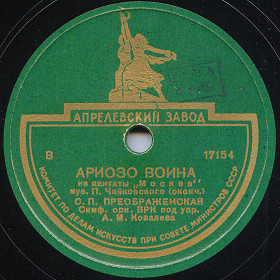 АПРЕЛЕВСКИЙ ЗАВОД
В 17154
АРИОЗО ВОИНА
из кантаты „Москва"
муз. П. Чайковского (оконч.)
С. П. ПРЕОБРАЖЕНСКАЯ
Симф. орк. ВРК под упр.
А. М. Ковалева
КОМИТЕТ ПО ДЕЛАМ ИСКУССТВ ПРИ СОВЕТЕ МИНИСТРОВ СССР